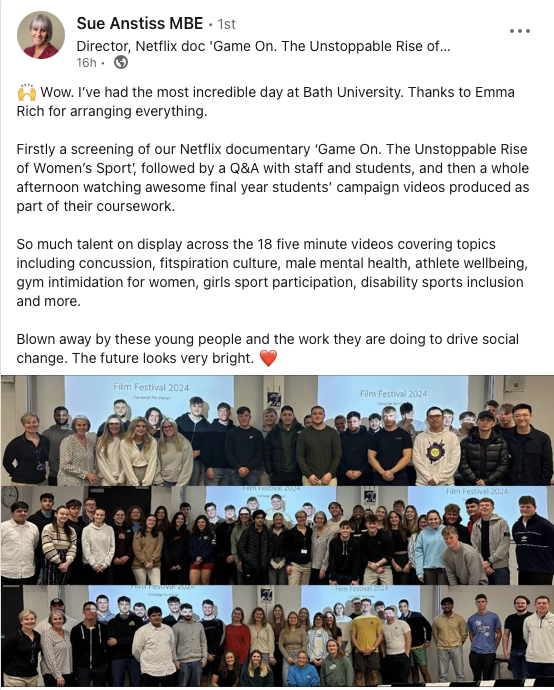 Sue Anstiss MBE • 1st
Director, Netflix doc 'Game On. The Unstoppable Rise of...
16h •
🙌 Wow. I've had the most incredible day at Bath University. Thanks to Emma
Rich for arranging everything.
Firstly a screening of our Netflix documentary ‘Game On. The Unstoppable Rise
of Women's Sport’, followed by a Q&A with staff and students, and then a whole
afternoon watching awesome final year students’ campaign videos produced as
part of their coursework.
So much talent on display across the 18 five minute videos covering topics
including concussion, fitspiration culture, male mental health, athlete wellbeing,
gym intimidation for women, girls sport participation, disability sports inclusion
and more.
Blown away by these young people and the work they are doing to drive social
change. The future looks very bright. ❤️
Film Festival 2024
Campaign for change
Film Festival 2024
Film Festival 2024
Film Festival 2024
Film Festival 2024
Film Festival 2024